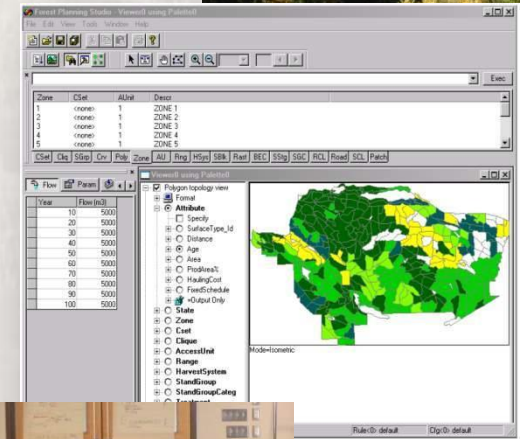 Forest Planning Studio - Viewer0 using Palette0
File Edit View Tools Window Help
Exec
Zone CSet AUnit Descr
1 <none> 1 ZONE 1
2 <none> 1 ZONE 2
3 <none> 1 ZONE 3
4 <none> 1 ZONE 4
5 <none> 1 ZONE 5
CSet Cliq SGrp Crv Poly Zone AU Rng HSys SBlk Rast BEC SStg SGC RCL Road SCL Patch
Flow Param
Year Flow (m3)
10 5000
20 5000
30 5000
40 5000
50 5000
60 5000
70 5000
80 5000
90 5000
100 5000
Viewer0 using Palette0
Polygon topology view
Format
Attribute
Specify
SurfaceType_Id
Distance
Age
Area
ProdArea%
HaulingCost
FixedSchedule
=Output Only
State
Zone
Cset
Clique
AccessUnit
Range
HarvestSystem
StandGroup
StandGroupCateg
Treatment
Mode=Isometric
Rule<0> default Cfg<0> default